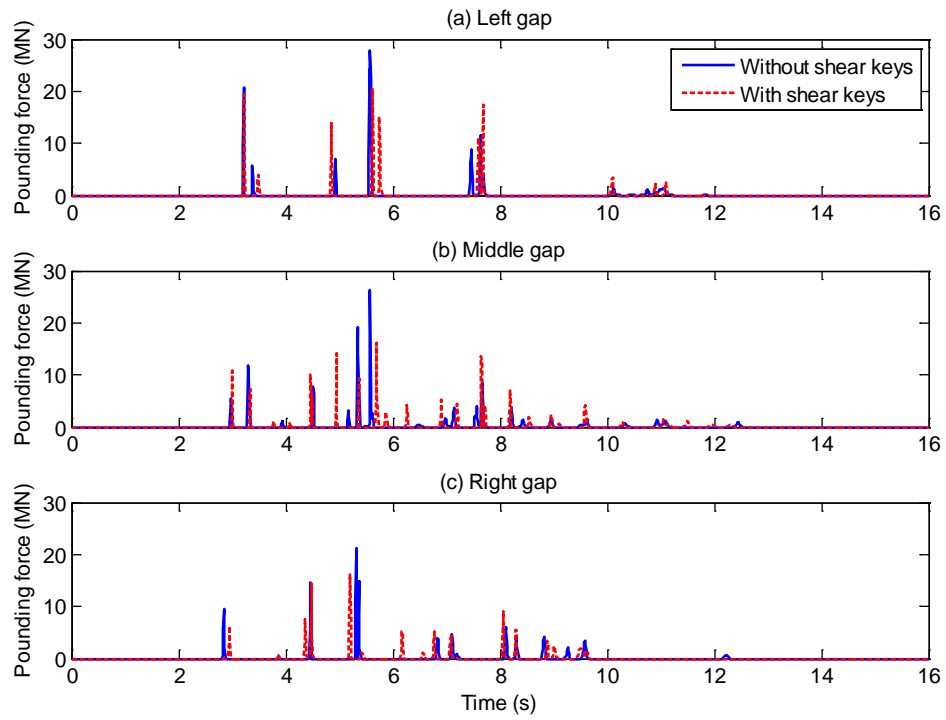 (a) Left gap
Pounding force (MN)
30
20
10
0
Without shear keys
With shear keys
0 2 4 6 8 10 12 14 16
(b) Middle gap
Pounding force (MN)
30
20
10
0
0 2 4 6 8 10 12 14 16
(c) Right gap
Pounding force (MN)
30
20
10
0
0 2 4 6 8 10 12 14 16
Time (s)